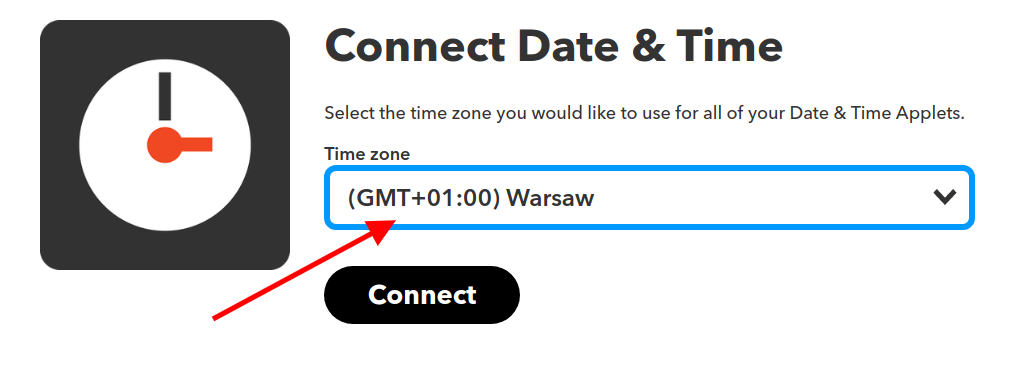 Connect Date & Time
Select the time zone you would like to use for all of your Date & Time Applets.
Time zone
(GMT+01:00) Warsaw
Connect